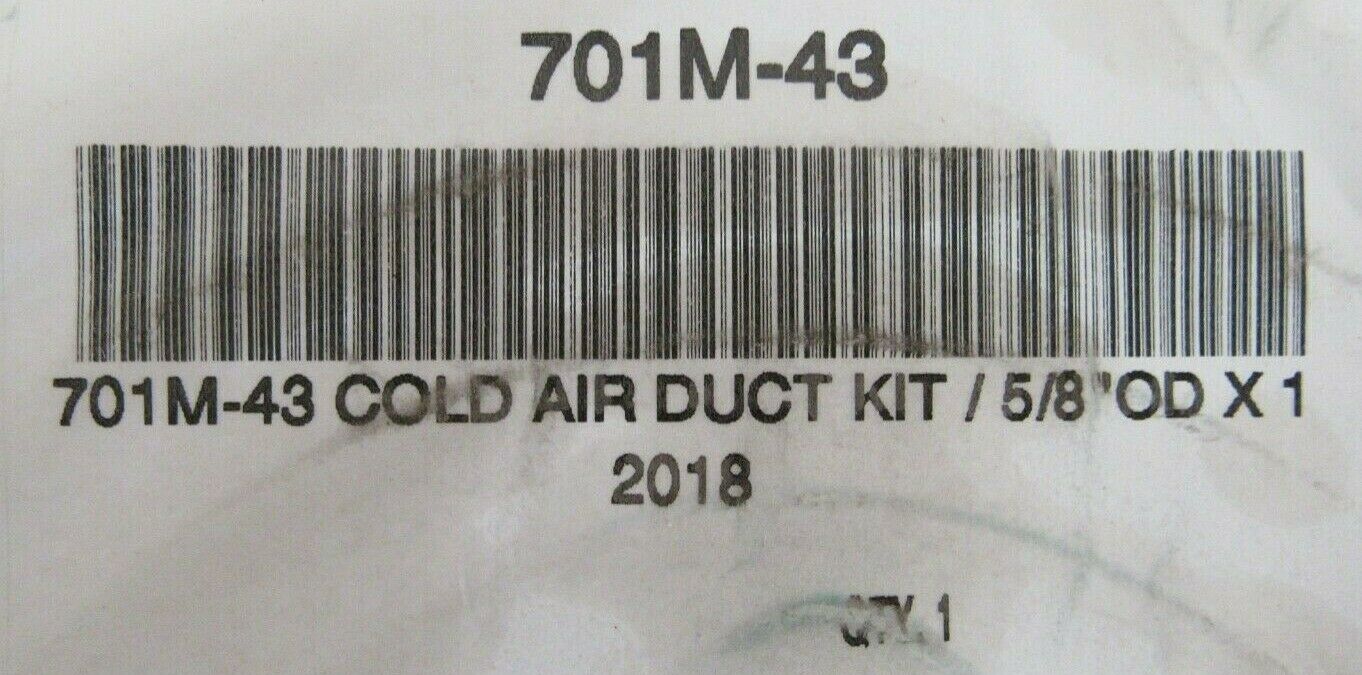 701M-43
701M-43 COLD AIR DUCT KIT / 5/8"OD X 1
2018
QTY. 1